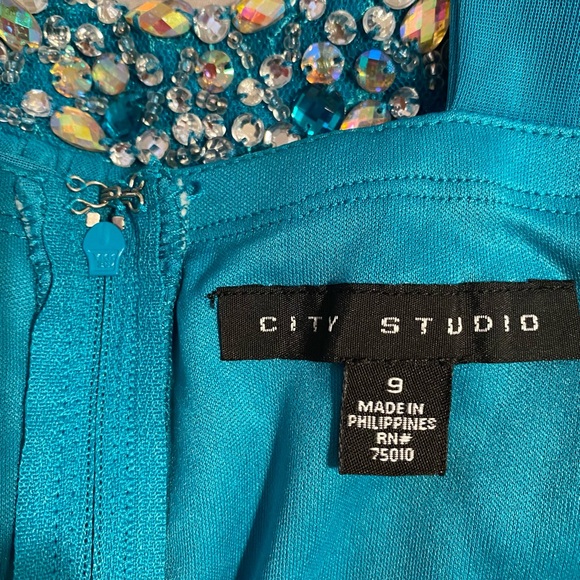 CITY STUDIO
9
MADE IN
PHILIPPINES
RN#
75010